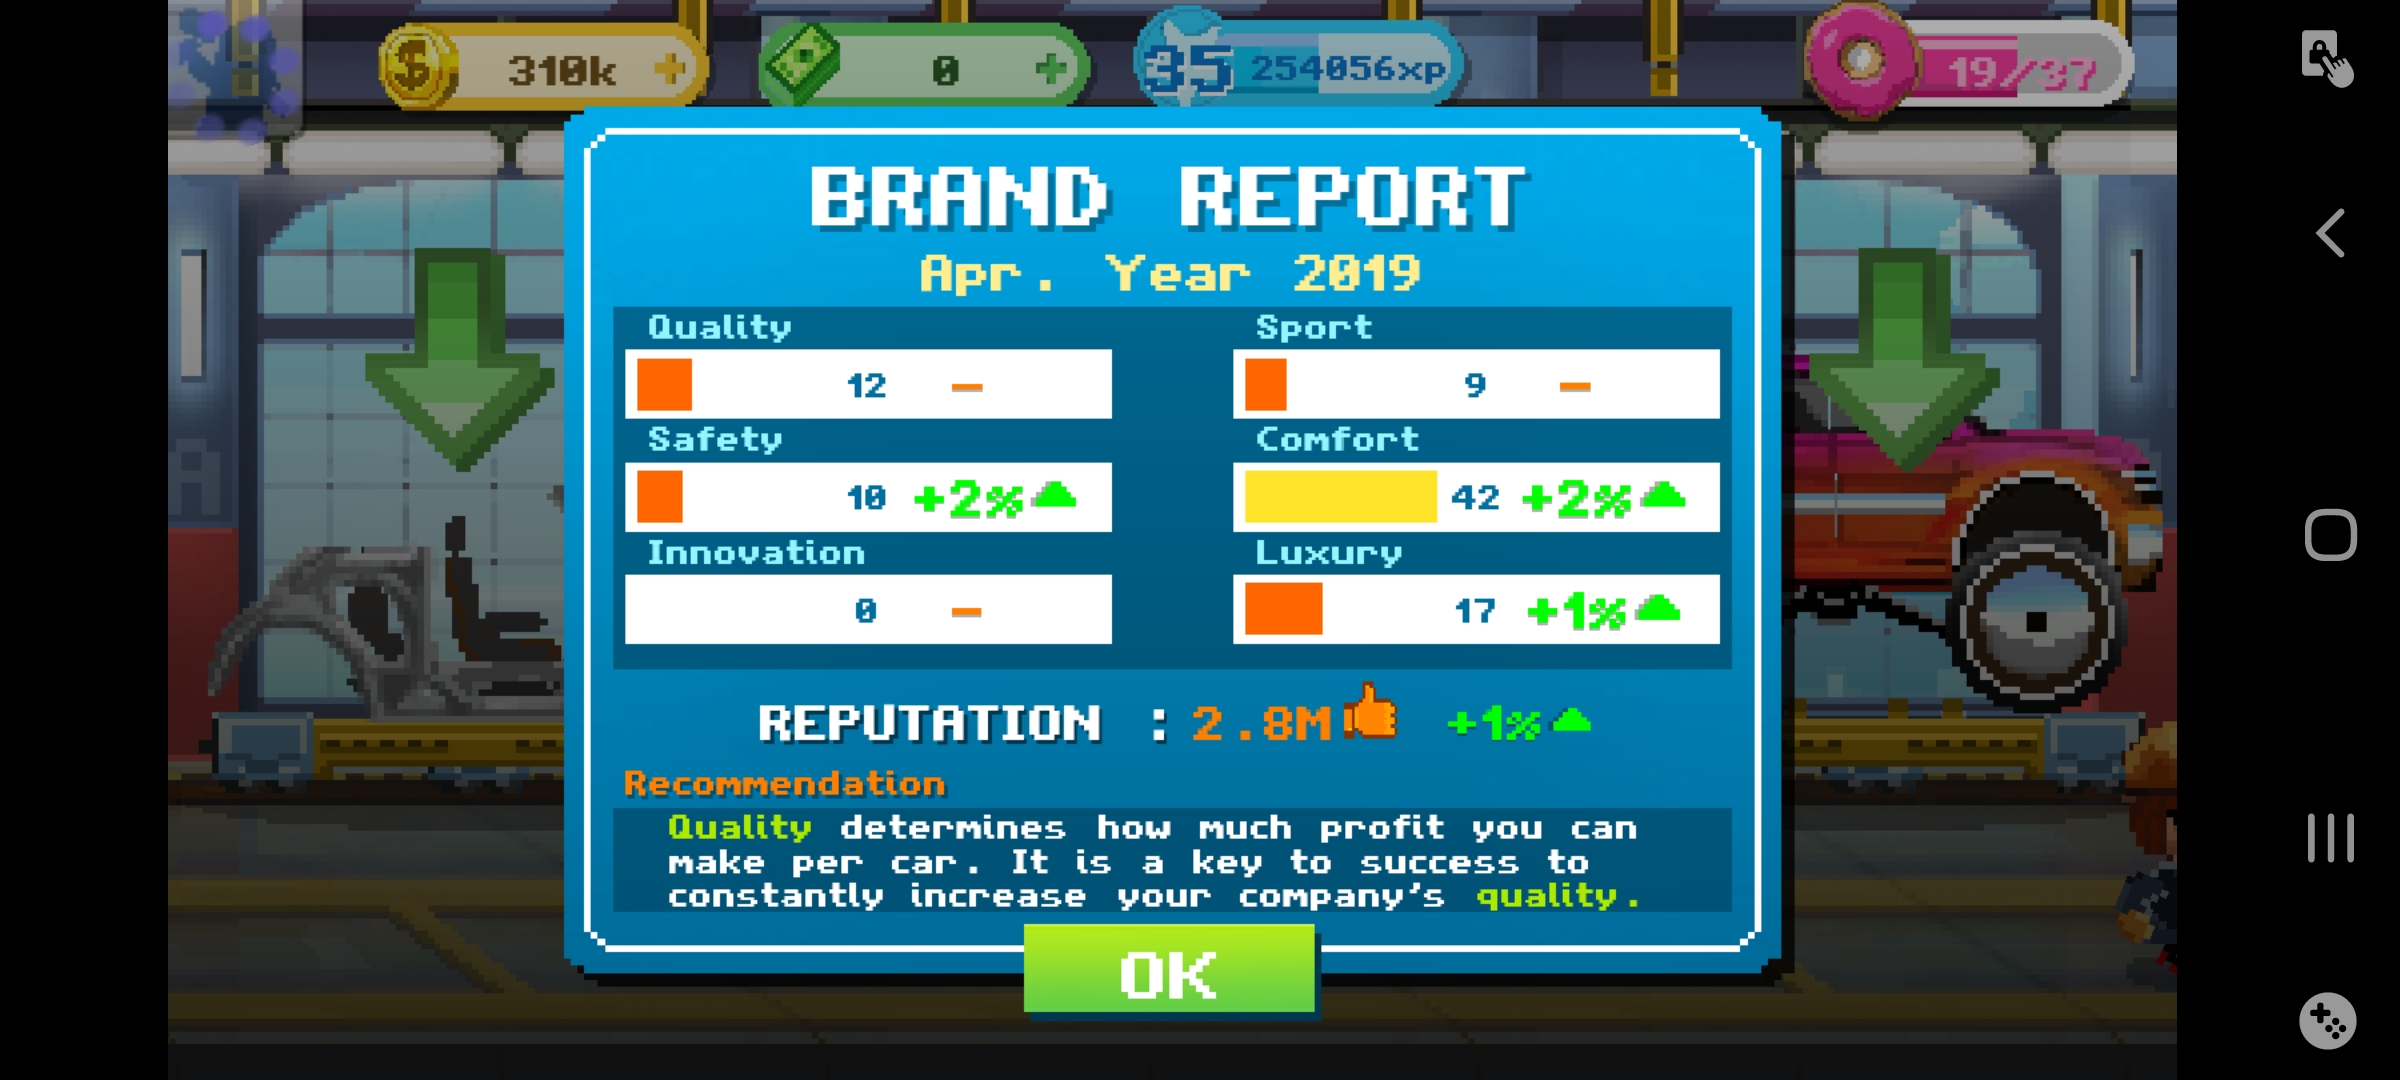 310k
0
35 254056xp
19/37
BRAND REPORT
Apr. Year 2019
Quality
12 –
Sport
9 –
Safety
10 +2%
Comfort
42 +2%
Innovation
0 –
Luxury
17 +1%
REPUTATION : 2.8M +1%
Recommendation
Quality determines how much profit you can
make per car. It is a key to success to
constantly increase your company's quality.
OK